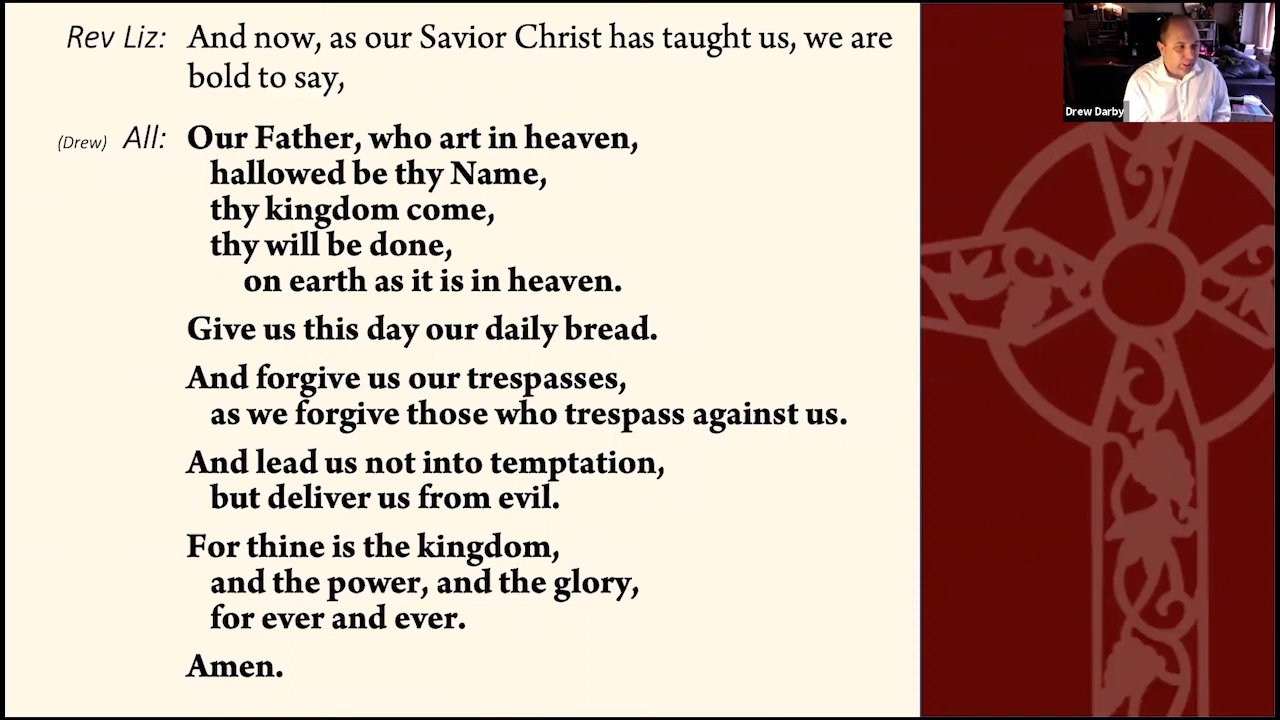 Rev Liz: And now, as our Savior Christ has taught us, we are
bold to say,
(Drew) All: Our Father, who art in heaven,
hallowed be thy Name,
thy kingdom come,
thy will be done,
on earth as it is in heaven.
Give us this day our daily bread.
And forgive us our trespasses,
as we forgive those who trespass against us.
And lead us not into temptation,
but deliver us from evil.
For thine is the kingdom,
and the power, and the glory,
for ever and ever.
Amen.
Drew Darby